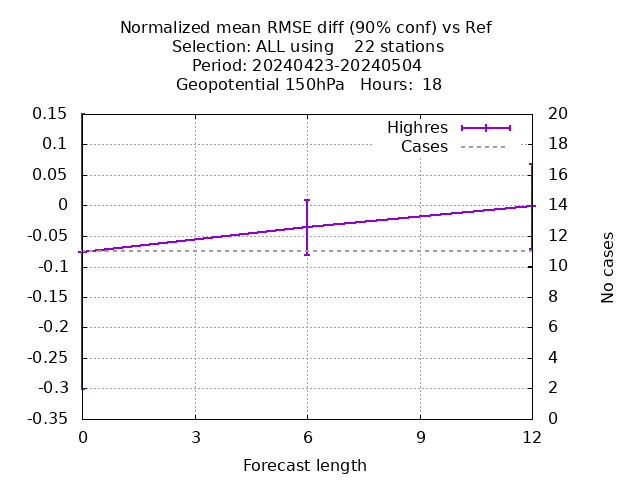 Normalized mean RMSE diff (90% conf) vs Ref
Selection: ALL using    22 stations
Period: 20240423-20240504
Geopotential 150hPa   Hours:  18
0.15
0.1
0.05
0
-0.05
-0.1
-0.15
-0.2
-0.25
-0.3
-0.35
Highres
Cases
20
18
16
14
12
10
8
6
4
2
0
No cases
0 3 6 9 12
Forecast length